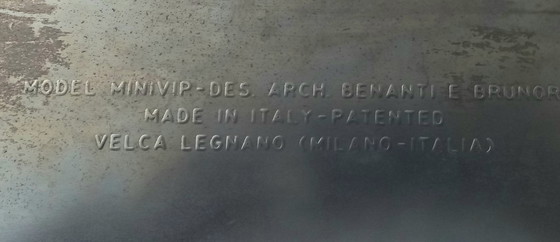 MODEL MINIVIP-DES. ARCH. BENANTI E BRUNOR
MADE IN ITALY-PATENTED
VELCA LEGNANO (MILANO-ITALIA)